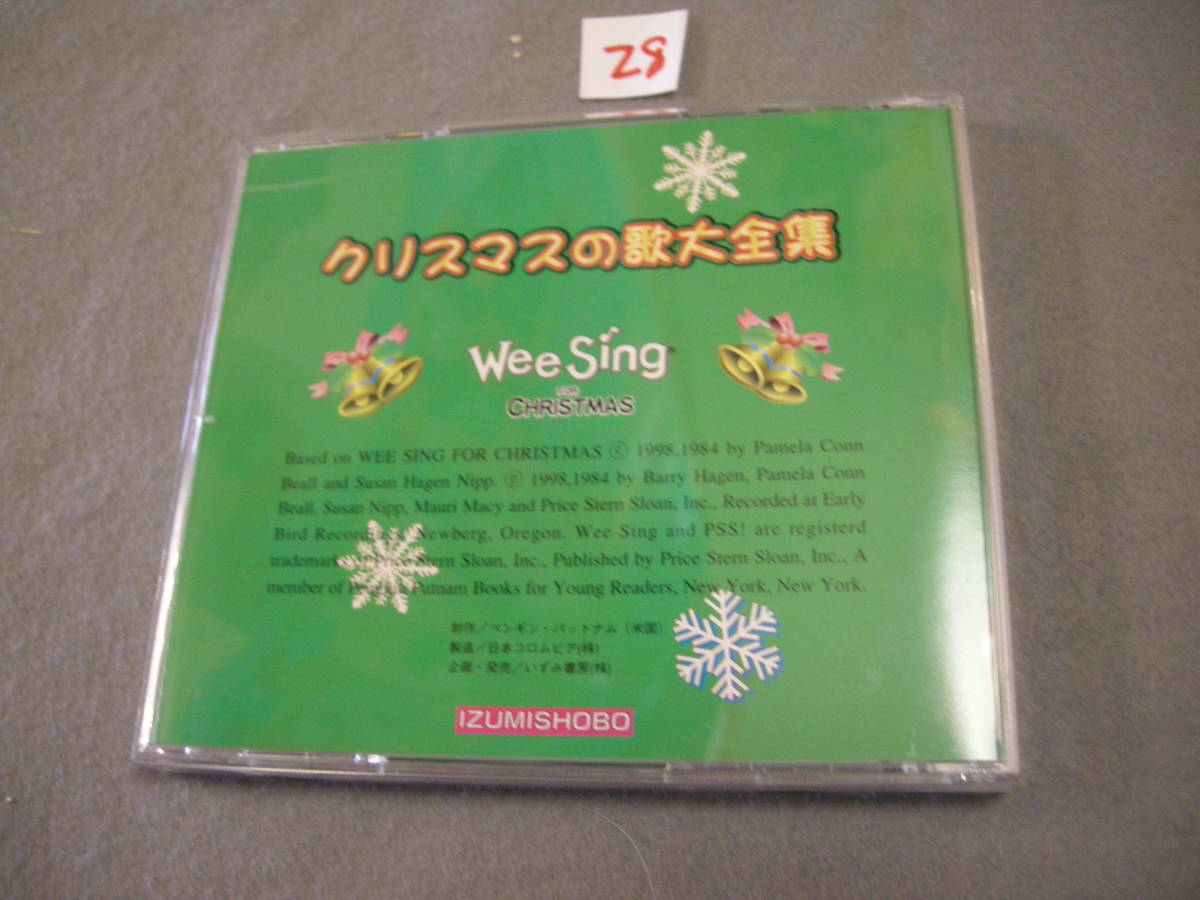 28
クリスマスの歌大全集
Wee Sing
FOR
CHRISTMAS
Based on WEE SING FOR CHRISTMAS ⓒ 1998.1984 by Pamela Conn
Beall and Susan Hagen Nipp. ⓟ 1998.1984 by Barry Hagen, Pamela Conn
Beall, Susan Nipp, Mauri Macy and Price Stern Sloan, Inc., Recorded at Early
Bird Recordings, Newberg, Oregon. Wee Sing and PSS! are registerd
trademark of Price Stern Sloan, Inc., Published by Price Stern Sloan, Inc., A
member of Putnam Books for Young Readers, New York, New York.
制作／ペンギン・パットナム（米国）
製造／日本コロムビア(株)
企画・発売／いずみ書房(株)
IZUMISHOBO